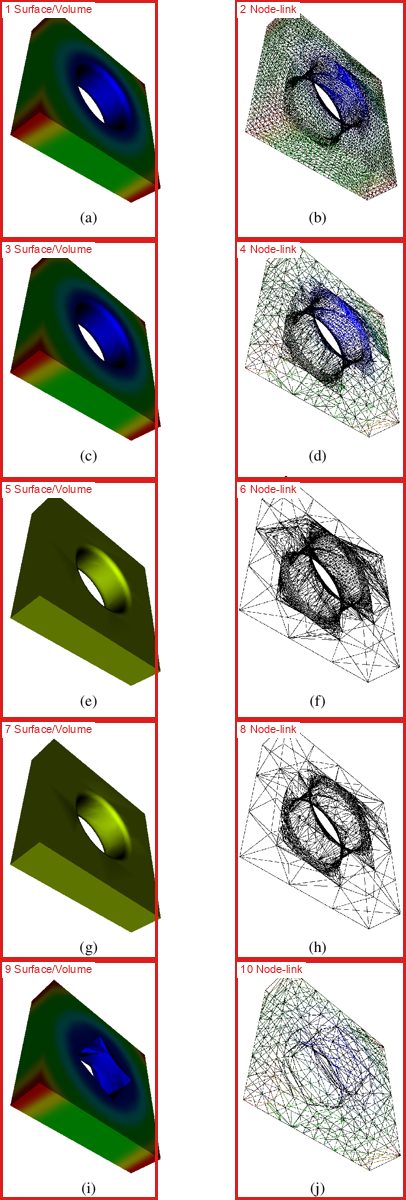 1 Surface/Volume
2 Node-link
(a)
(b)
3 Surface/Volume
4 Node-link
(c)
(d)
5 Surface/Volume
6 Node-link
(e)
(f)
7 Surface/Volume
8 Node-link
(g)
(h)
9 Surface/Volume
10 Node-link
(i)
(j)